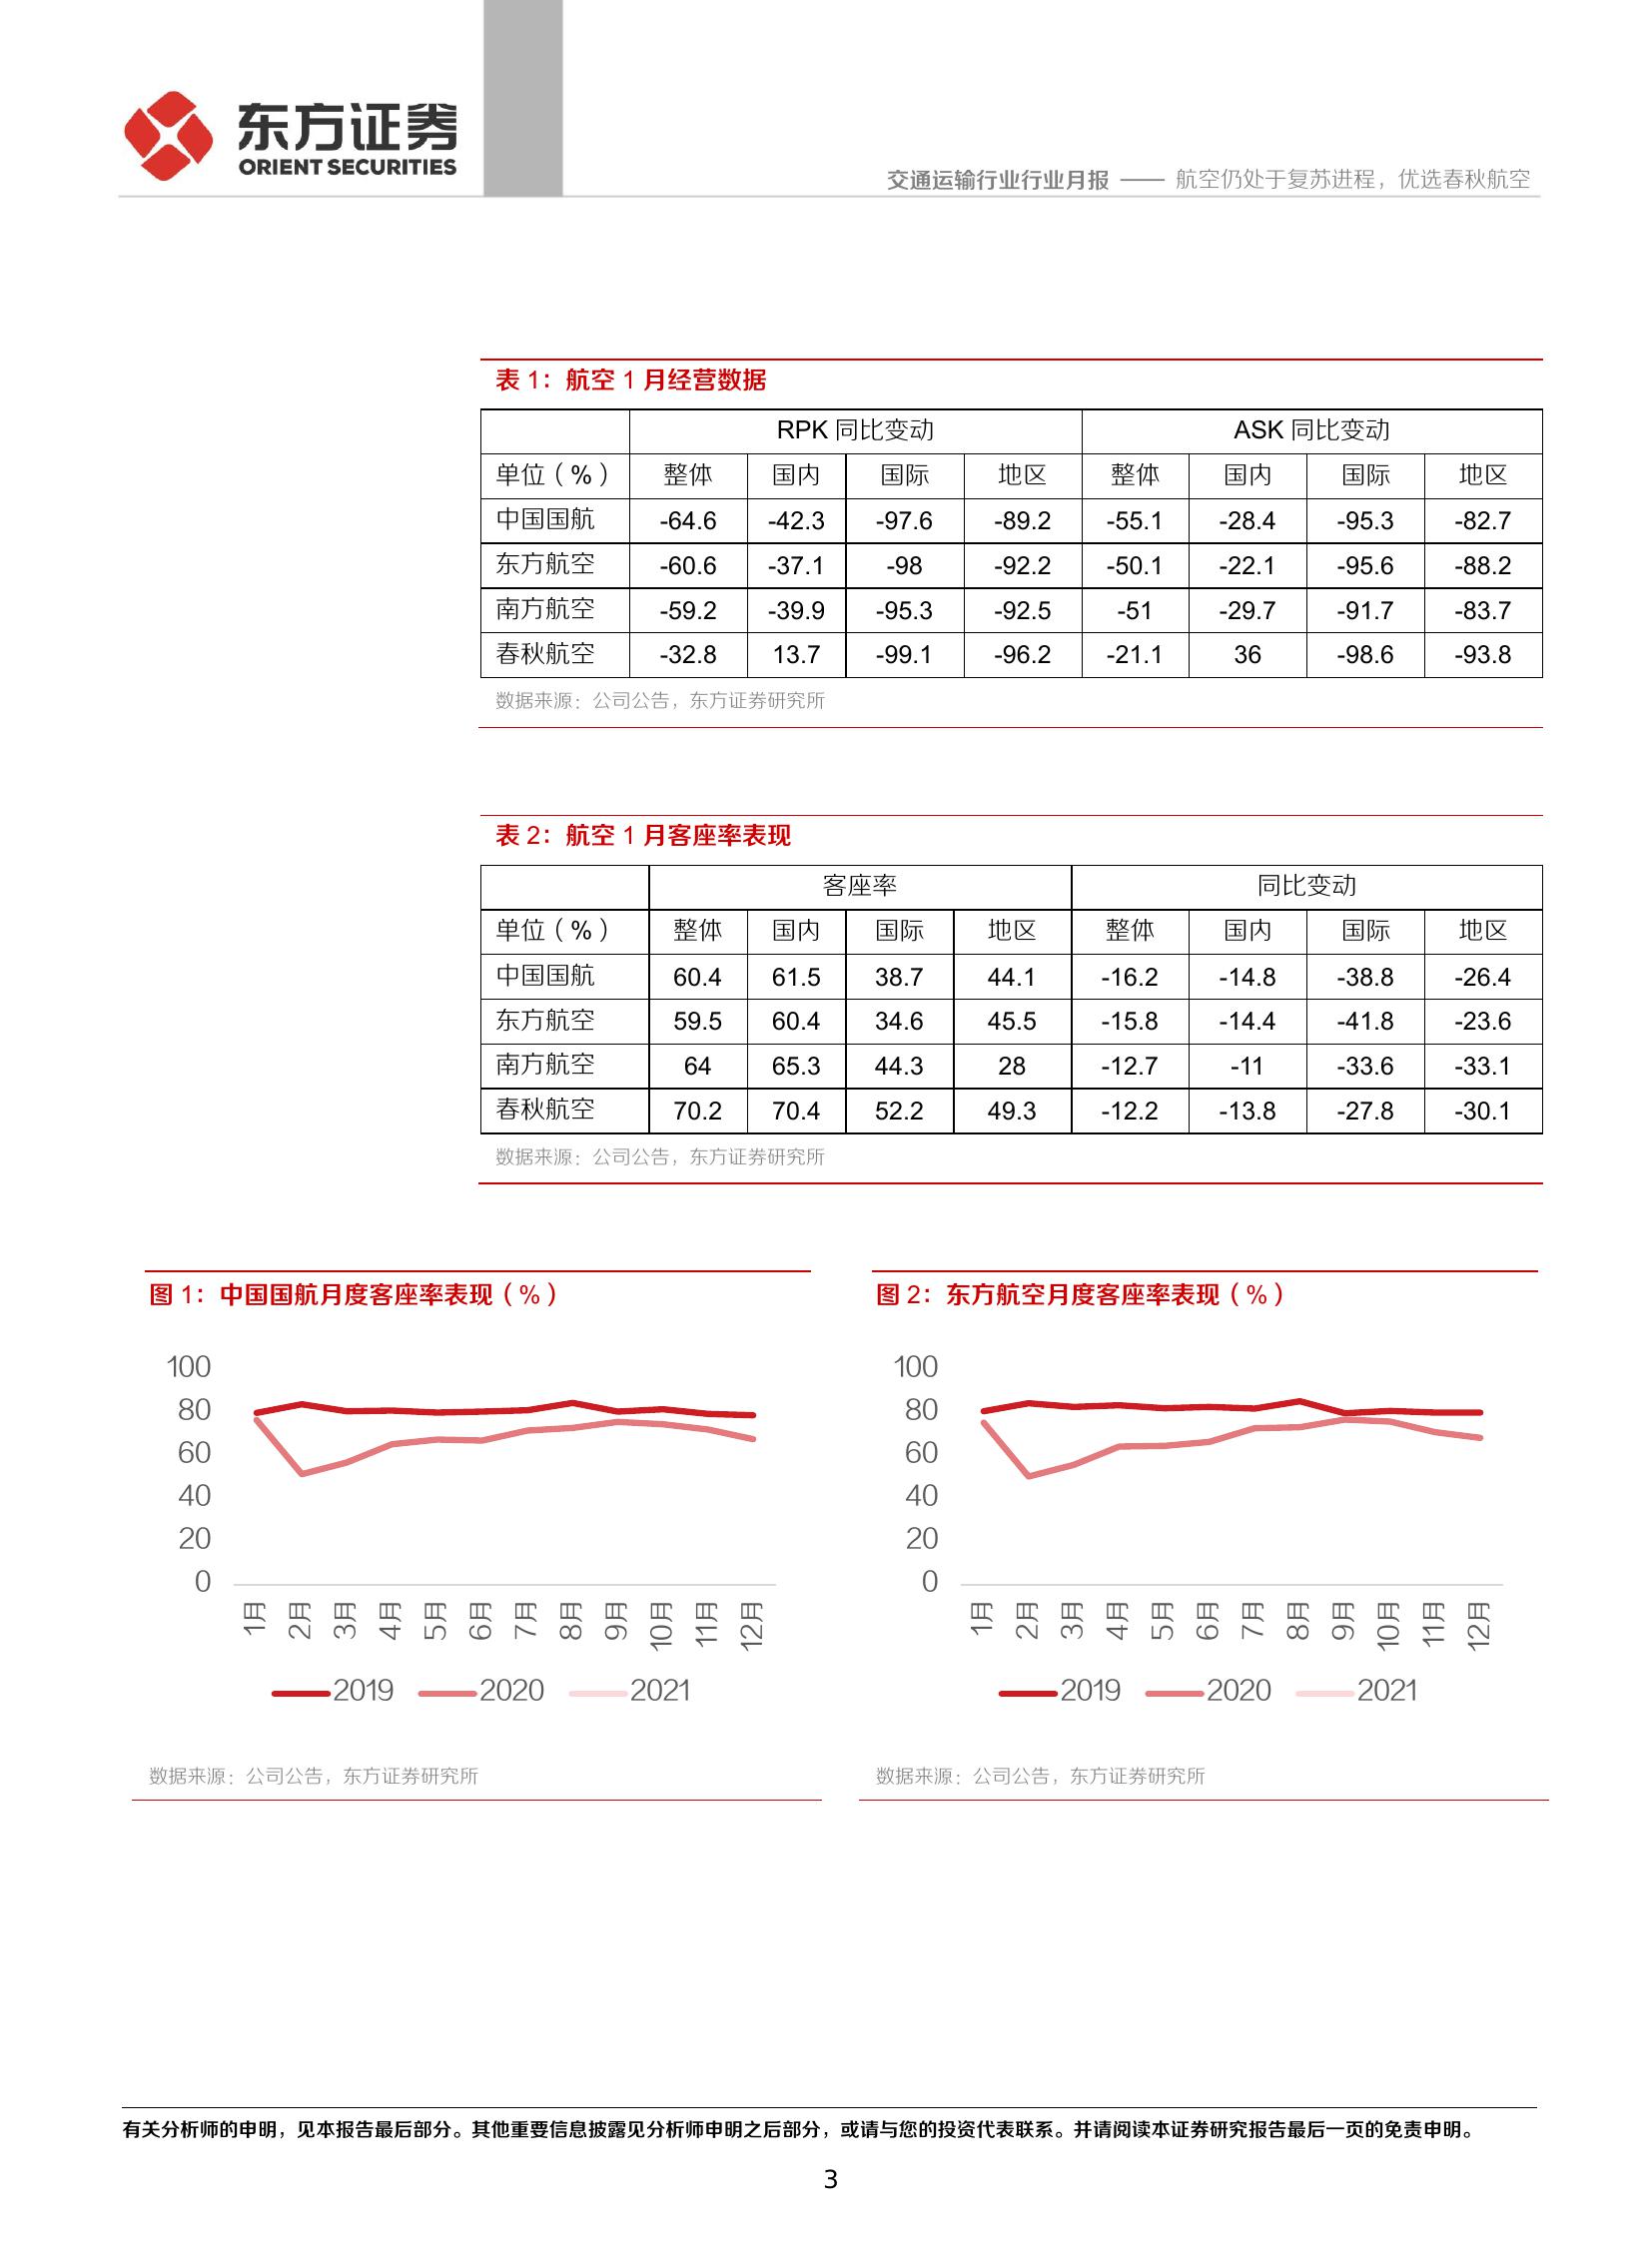 东方证券
ORIENT SECURITIES
交通运输行业行业月报 —— 航空仍处于复苏进程，优选春秋航空
表 1：航空 1 月经营数据
RPK 同比变动 ASK 同比变动
单位（%） 整体 国内 国际 地区 整体 国内 国际 地区
中国国航 -64.6 -42.3 -97.6 -89.2 -55.1 -28.4 -95.3 -82.7
东方航空 -60.6 -37.1 -98 -92.2 -50.1 -22.1 -95.6 -88.2
南方航空 -59.2 -39.9 -95.3 -92.5 -51 -29.7 -91.7 -83.7
春秋航空 -32.8 13.7 -99.1 -96.2 -21.1 36 -98.6 -93.8
数据来源：公司公告，东方证券研究所
表 2：航空 1 月客座率表现
客座率 同比变动
单位（%） 整体 国内 国际 地区 整体 国内 国际 地区
中国国航 60.4 61.5 38.7 44.1 -16.2 -14.8 -38.8 -26.4
东方航空 59.5 60.4 34.6 45.5 -15.8 -14.4 -41.8 -23.6
南方航空 64 65.3 44.3 28 -12.7 -11 -33.6 -33.1
春秋航空 70.2 70.4 52.2 49.3 -12.2 -13.8 -27.8 -30.1
数据来源：公司公告，东方证券研究所
图 1：中国国航月度客座率表现（%）
100
80
60
40
20
0
1月 2月 3月 4月 5月 6月 7月 8月 9月 10月 11月 12月
2019 2020 2021
数据来源：公司公告，东方证券研究所
图 2：东方航空月度客座率表现（%）
100
80
60
40
20
0
1月 2月 3月 4月 5月 6月 7月 8月 9月 10月 11月 12月
2019 2020 2021
数据来源：公司公告，东方证券研究所
有关分析师的申明，见本报告最后部分。其他重要信息披露见分析师申明之后部分，或请与您的投资代表联系。并请阅读本证券研究报告最后一页的免责申明。
3